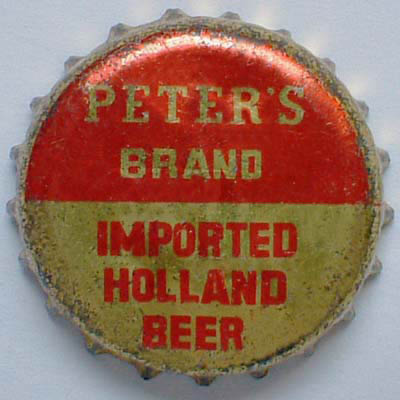 PETER'S
BRAND
IMPORTED
HOLLAND
BEER